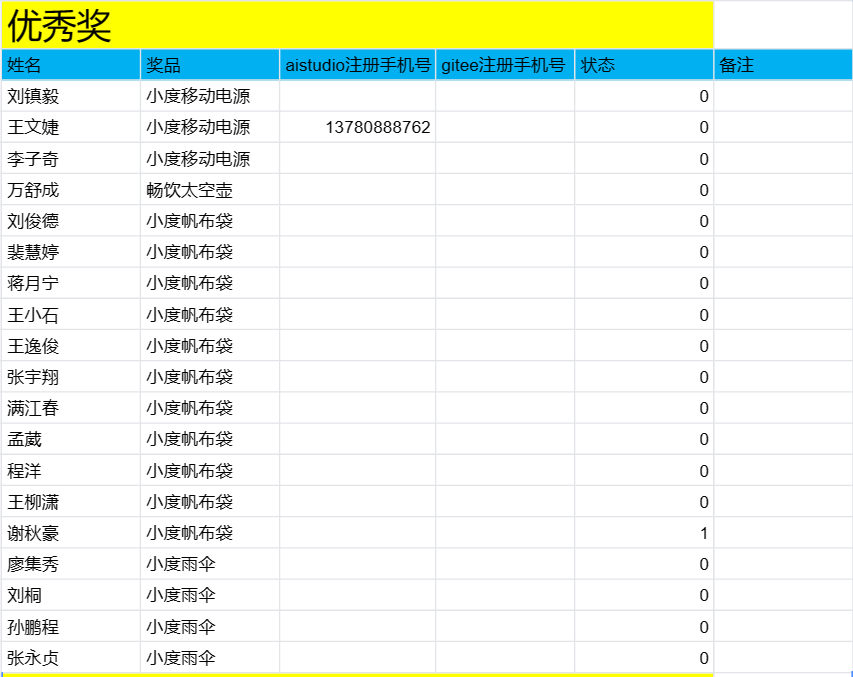 优秀奖
姓名 奖品 aistudio注册手机号 gitee注册手机号 状态 备注
刘镇毅 小度移动电源 0
王文婕 小度移动电源 13780888762 0
李子奇 小度移动电源 0
万舒成 畅饮太空壶 0
刘俊德 小度帆布袋 0
裴慧婷 小度帆布袋 0
蒋月宁 小度帆布袋 0
王小石 小度帆布袋 0
王逸俊 小度帆布袋 0
张宇翔 小度帆布袋 0
满江春 小度帆布袋 0
孟葳 小度帆布袋 0
程洋 小度帆布袋 0
王柳潇 小度帆布袋 0
谢秋豪 小度帆布袋 1
廖集秀 小度雨伞 0
刘桐 小度雨伞 0
孙鹏程 小度雨伞 0
张永贞 小度雨伞 0